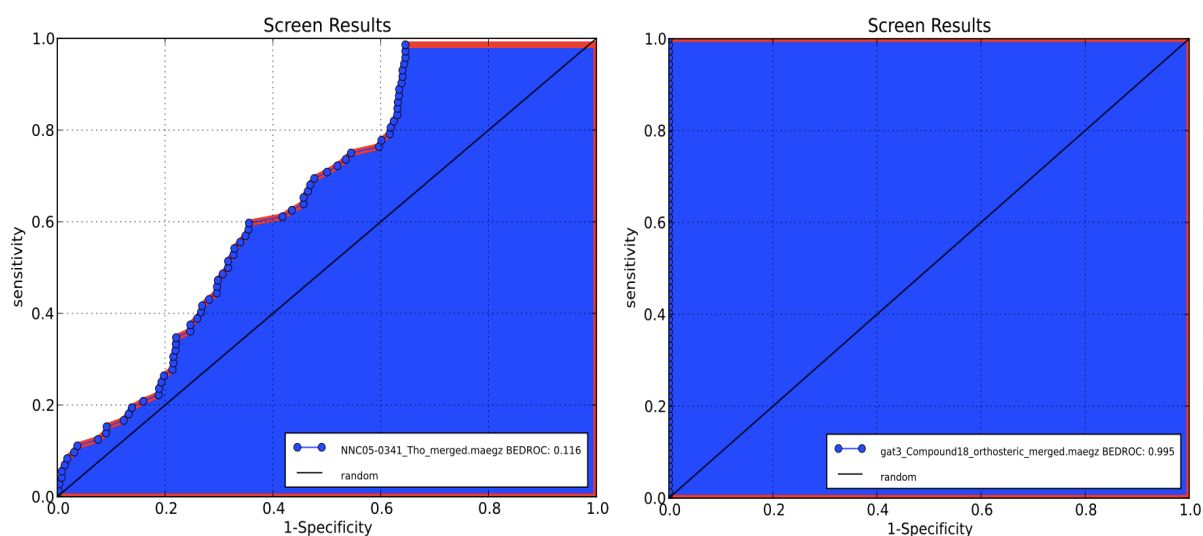 Screen Results
1.0
0.8
0.6
0.4
0.2
0.0
sensitivity
NNC05-0341_Tho_merged.maegz BEDROC: 0.116
random
0.0
0.2
0.4
0.6
0.8
1.0
1-Specificity
Screen Results
1.0
0.8
0.6
0.4
0.2
0.0
sensitivity
gat3_Compound18_orthosteric_merged.maegz BEDROC: 0.995
random
0.0
0.2
0.4
0.6
0.8
1.0
1-Specificity